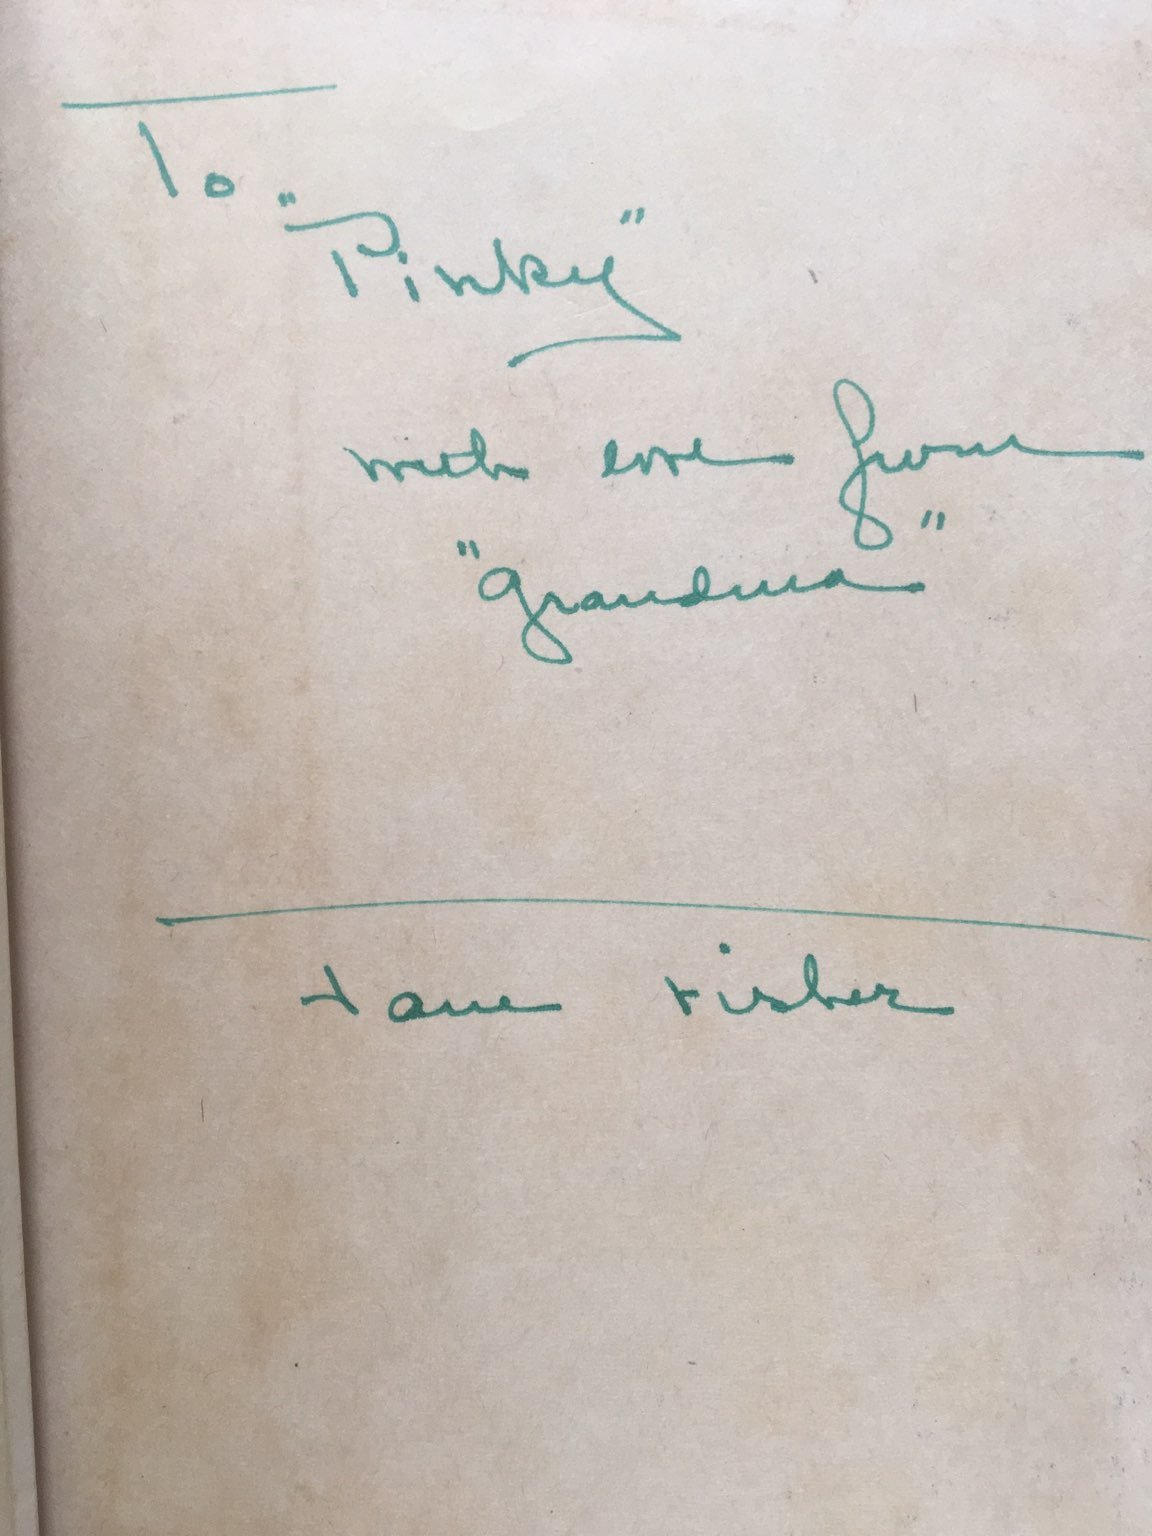 To
"Pinky"
with love from
"Grandma"
Jane Fisher